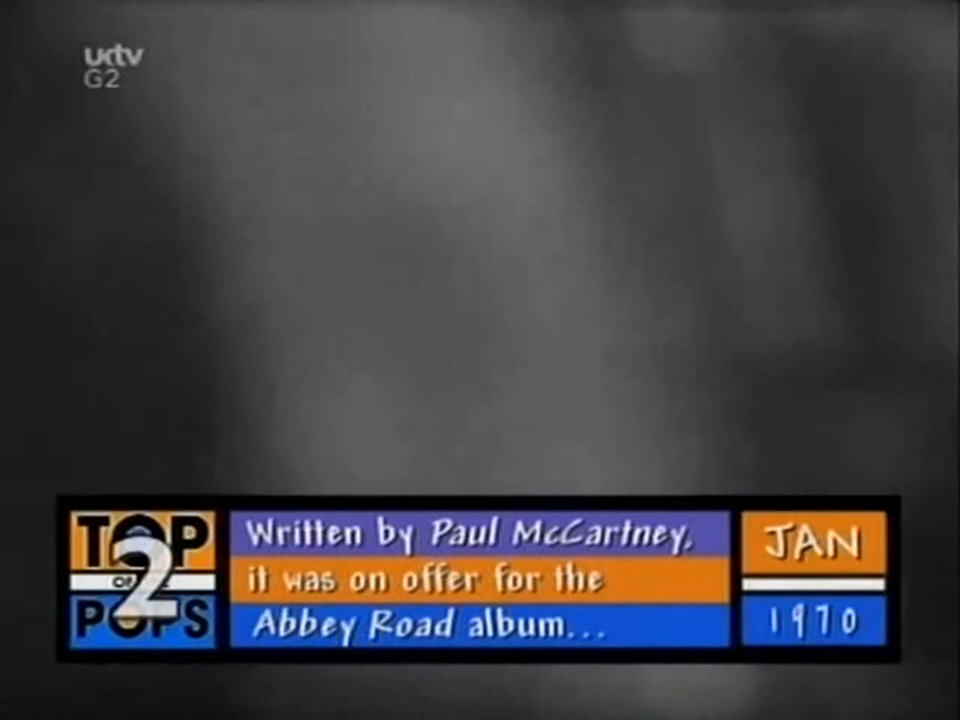 uktv
G2
TOP
OF THE
POPS
2
Written by Paul McCartney,
it was on offer for the
Abbey Road album...
JAN
1970